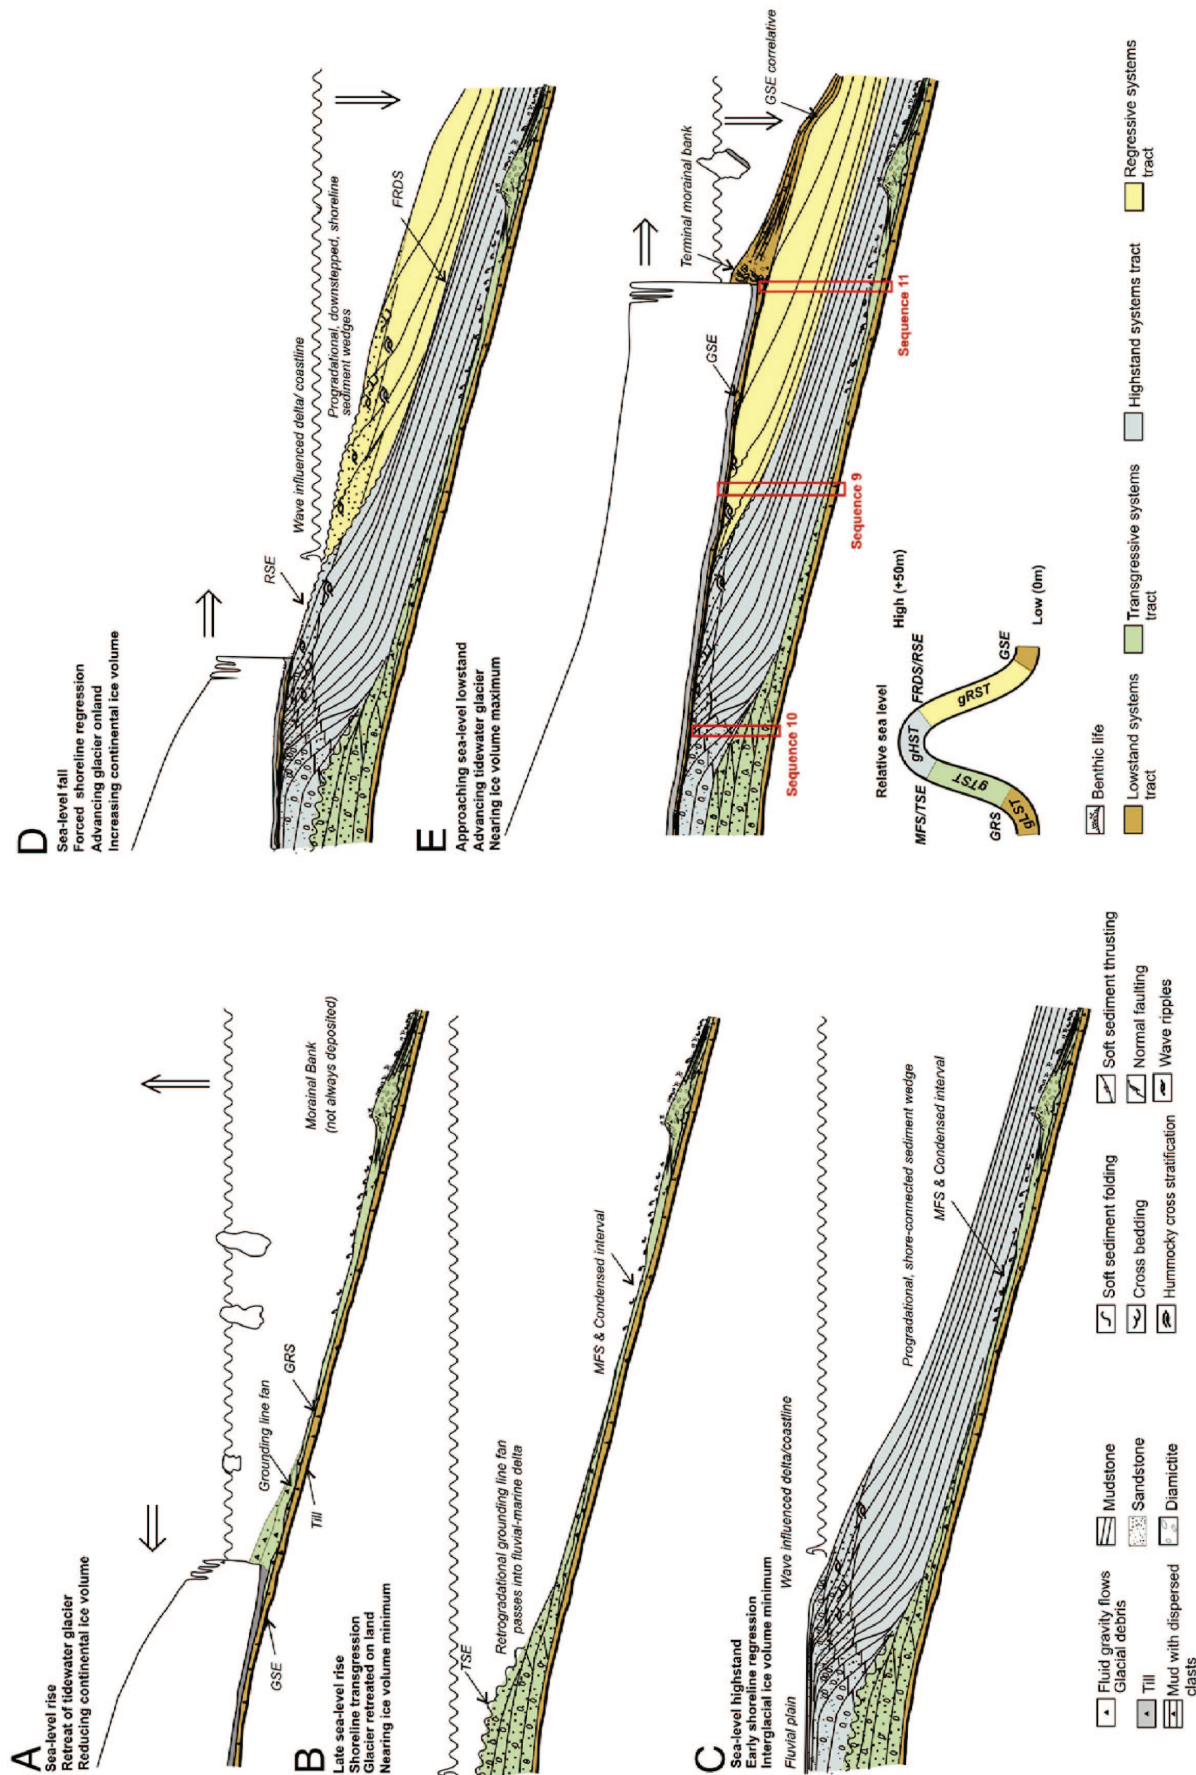 A
Sea-level rise
Retreat of tidewater glacier
Reducing continental ice volume
Grounding line fan
GRS
Till
GSE
Morainal Bank
(not always deposited)
B
Late sea-level rise
Shoreline transgression
Glacier retreated on land
Nearing ice volume minimum
TSE
Retrogradational grounding line fan
passes into fluvial-marine delta
MFS & Condensed interval
C
Sea-level highstand
Early shoreline regression
Interglacial ice volume minimum
Fluvial plain
Wave influenced delta/coastline
Progradational, shore-connected sediment wedge
MFS & Condensed interval
D
Sea-level fall
Forced shoreline regression
Advancing glacier onland
Increasing continental ice volume
RSE
Wave influenced delta/ coastline
Progradational, downstepped, shoreline
sediment wedges
FRDS
E
Approaching sea-level lowstand
Advancing tidewater glacier
Nearing ice volume maximum
GSE
Terminal morainal bank
GSE correlative
Sequence 10
Sequence 9
Sequence 11
Relative sea level
High (+50m)
Low (0m)
MFS/TSE
FRDS/RSE
GRS
GSE
gLST
gTST
gHST
gRST
Fluid gravity flows
Glacial debris
Till
Mud with dispersed
clasts
Mudstone
Sandstone
Diamictite
Soft sediment folding
Cross bedding
Hummocky cross stratification
Soft sediment thrusting
Normal faulting
Wave ripples
Benthic life
Lowstand systems
tract
Transgressive systems
tract
Highstand systems tract
Regressive systems
tract